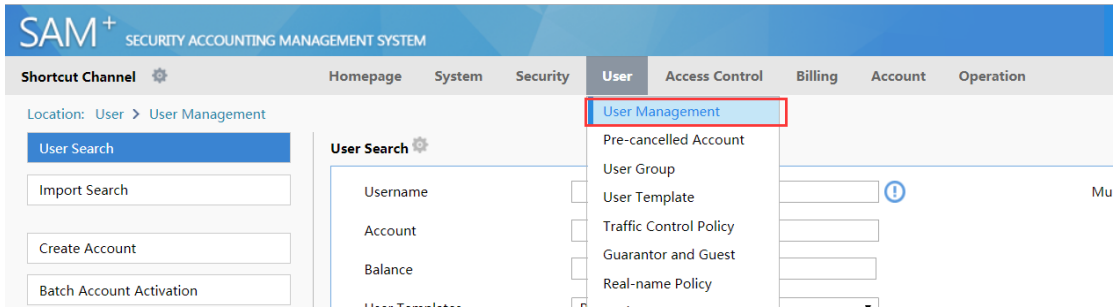 SAM+ SECURITY ACCOUNTING MANAGEMENT SYSTEM
Shortcut Channel Homepage System Security User Access Control Billing Account Operation
Location: User > User Management
User Management
Pre-cancelled Account
User Group
User Template
Traffic Control Policy
Guarantor and Guest
Real-name Policy
User Search
Import Search
Create Account
Batch Account Activation
User Search
Username
Mu
Account
Balance